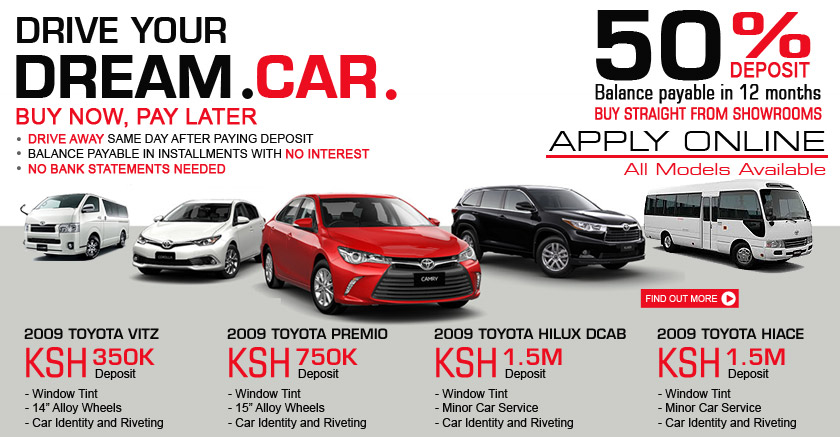 DRIVE YOUR
DREAM.CAR.
BUY NOW, PAY LATER
• DRIVE AWAY SAME DAY AFTER PAYING DEPOSIT
• BALANCE PAYABLE IN INSTALLMENTS WITH NO INTEREST
• NO BANK STATEMENTS NEEDED
50% DEPOSIT
Balance payable in 12 months
BUY STRAIGHT FROM SHOWROOMS
APPLY ONLINE
All Models Available
COROLLA
CAMRY
FIND OUT MORE
2009 TOYOTA VITZ
KSH 350K
Deposit
- Window Tint
- 14” Alloy Wheels
- Car Identity and Riveting
2009 TOYOTA PREMIO
KSH 750K
Deposit
- Window Tint
- 15” Alloy Wheels
- Car Identity and Riveting
2009 TOYOTA HILUX DCAB
KSH 1.5M
Deposit
- Window Tint
- Minor Car Service
- Car Identity and Riveting
2009 TOYOTA HIACE
KSH 1.5M
Deposit
- Window Tint
- Minor Car Service
- Car Identity and Riveting